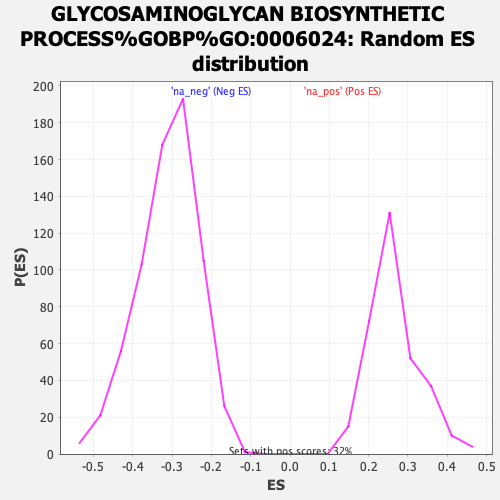 GLYCOSAMINOGLYCAN BIOSYNTHETIC
PROCESS%GOBP%GO:0006024: Random ES
distribution
'na_neg' (Neg ES)
'na_pos' (Pos ES)
200
180
160
140
120
100
80
60
40
20
0
P(ES)
Sets with pos scores: 32%
-0.5 -0.4 -0.3 -0.2 -0.1 0.0 0.1 0.2 0.3 0.4 0.5
ES